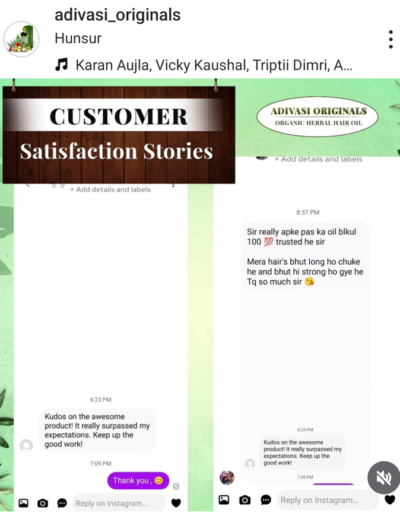 adivasi_originals
Hunsur
Karan Aujla, Vicky Kaushal, Triptii Dimri, A...
CUSTOMER
Satisfaction Stories
ADIVASI ORIGINALS
ORGANIC HERBAL HAIR OIL
+ Add details and labels
6:23 PM
Kudos on the awesome
product! It really surpassed my
expectations. Keep up the
good work!
7:09 PM
Thank you , 😊
Reply on Instagram...
+ Add details and labels
8:57 PM
Sir really apke pas ka oil blkul
100 💯 trusted he sir
Mera hair's bhut long ho chuke
he and bhut hi strong ho gye he
Tq so much sir 😘
6:23 PM
Kudos on the awesome
product! It really surpassed my
expectations. Keep up the
good work!
7:09 PM
Reply on Instagram...